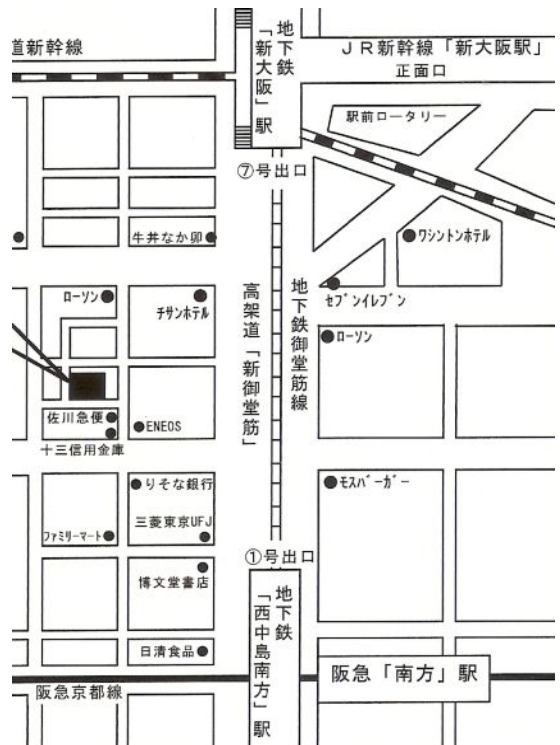 道新幹線
地下鉄
「新大阪」駅
JR新幹線「新大阪駅」
正面口
駅前ロータリー
⑦号出口
牛丼なか卯
ワシントンホテル
ローソン
チサンホテル
セブンイレブン
高架道「新御堂筋」
地下鉄御堂筋線
ローソン
佐川急便
十三信用金庫
ENEOS
りそな銀行
モスバーガー
三菱東京UFJ
ファミリーマート
①号出口
博文堂書店
地下鉄
「西中島南方」駅
日清食品
阪急「南方」駅
阪急京都線